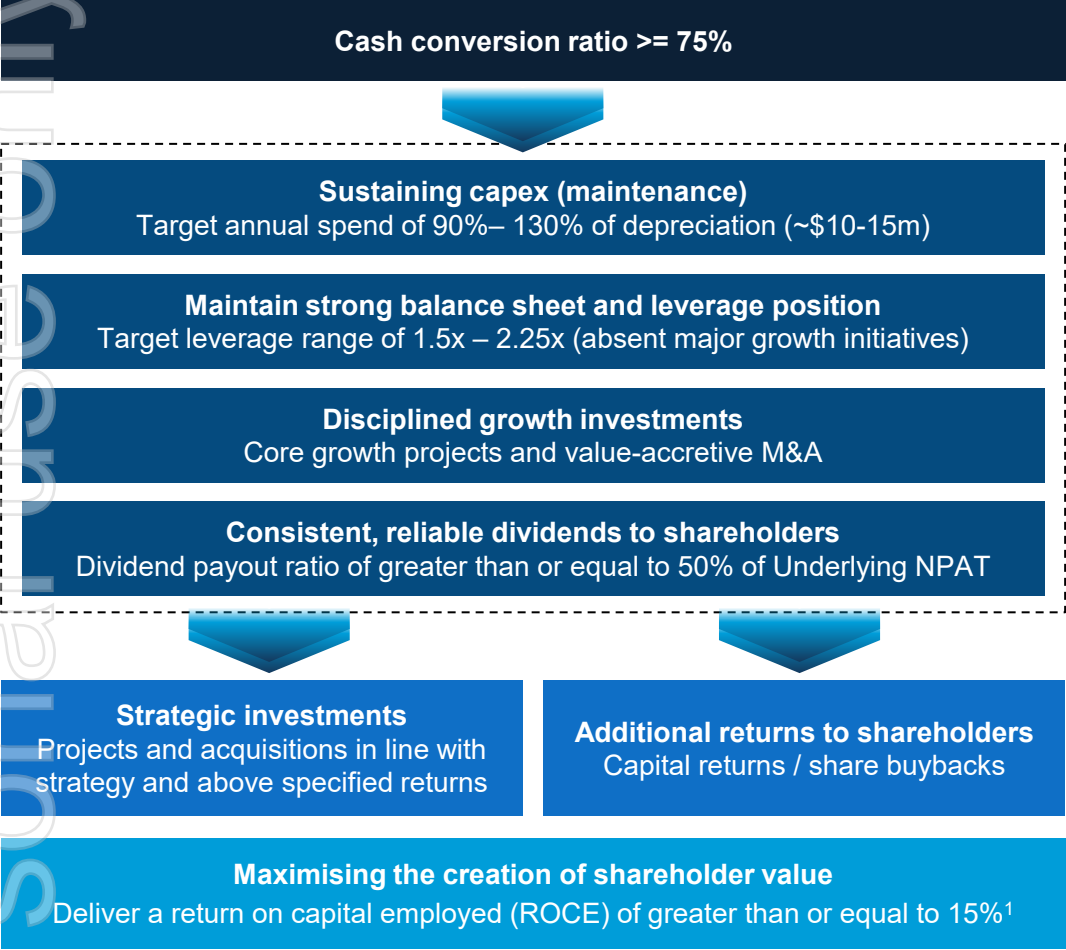 Cash conversion ratio >= 75%
Sustaining capex (maintenance)
Target annual spend of 90%– 130% of depreciation (~$10-15m)
Maintain strong balance sheet and leverage position
Target leverage range of 1.5x – 2.25x (absent major growth initiatives)
Disciplined growth investments
Core growth projects and value-accretive M&A
Consistent, reliable dividends to shareholders
Dividend payout ratio of greater than or equal to 50% of Underlying NPAT
Strategic investments
Projects and acquisitions in line with
strategy and above specified returns
Additional returns to shareholders
Capital returns / share buybacks
Maximising the creation of shareholder value
Deliver a return on capital employed (ROCE) of greater than or equal to 15%¹
sonal use only